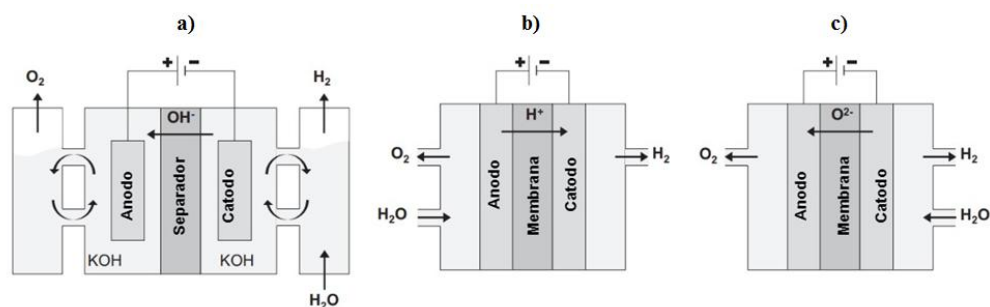 a)
+ −
O₂
H₂
OH⁻
Anodo
Separador
Catodo
KOH
KOH
H₂O
b)
+ −
H⁺
O₂
H₂
H₂O
Anodo
Membrana
Catodo
c)
+ −
O²⁻
O₂
H₂
H₂O
Anodo
Membrana
Catodo